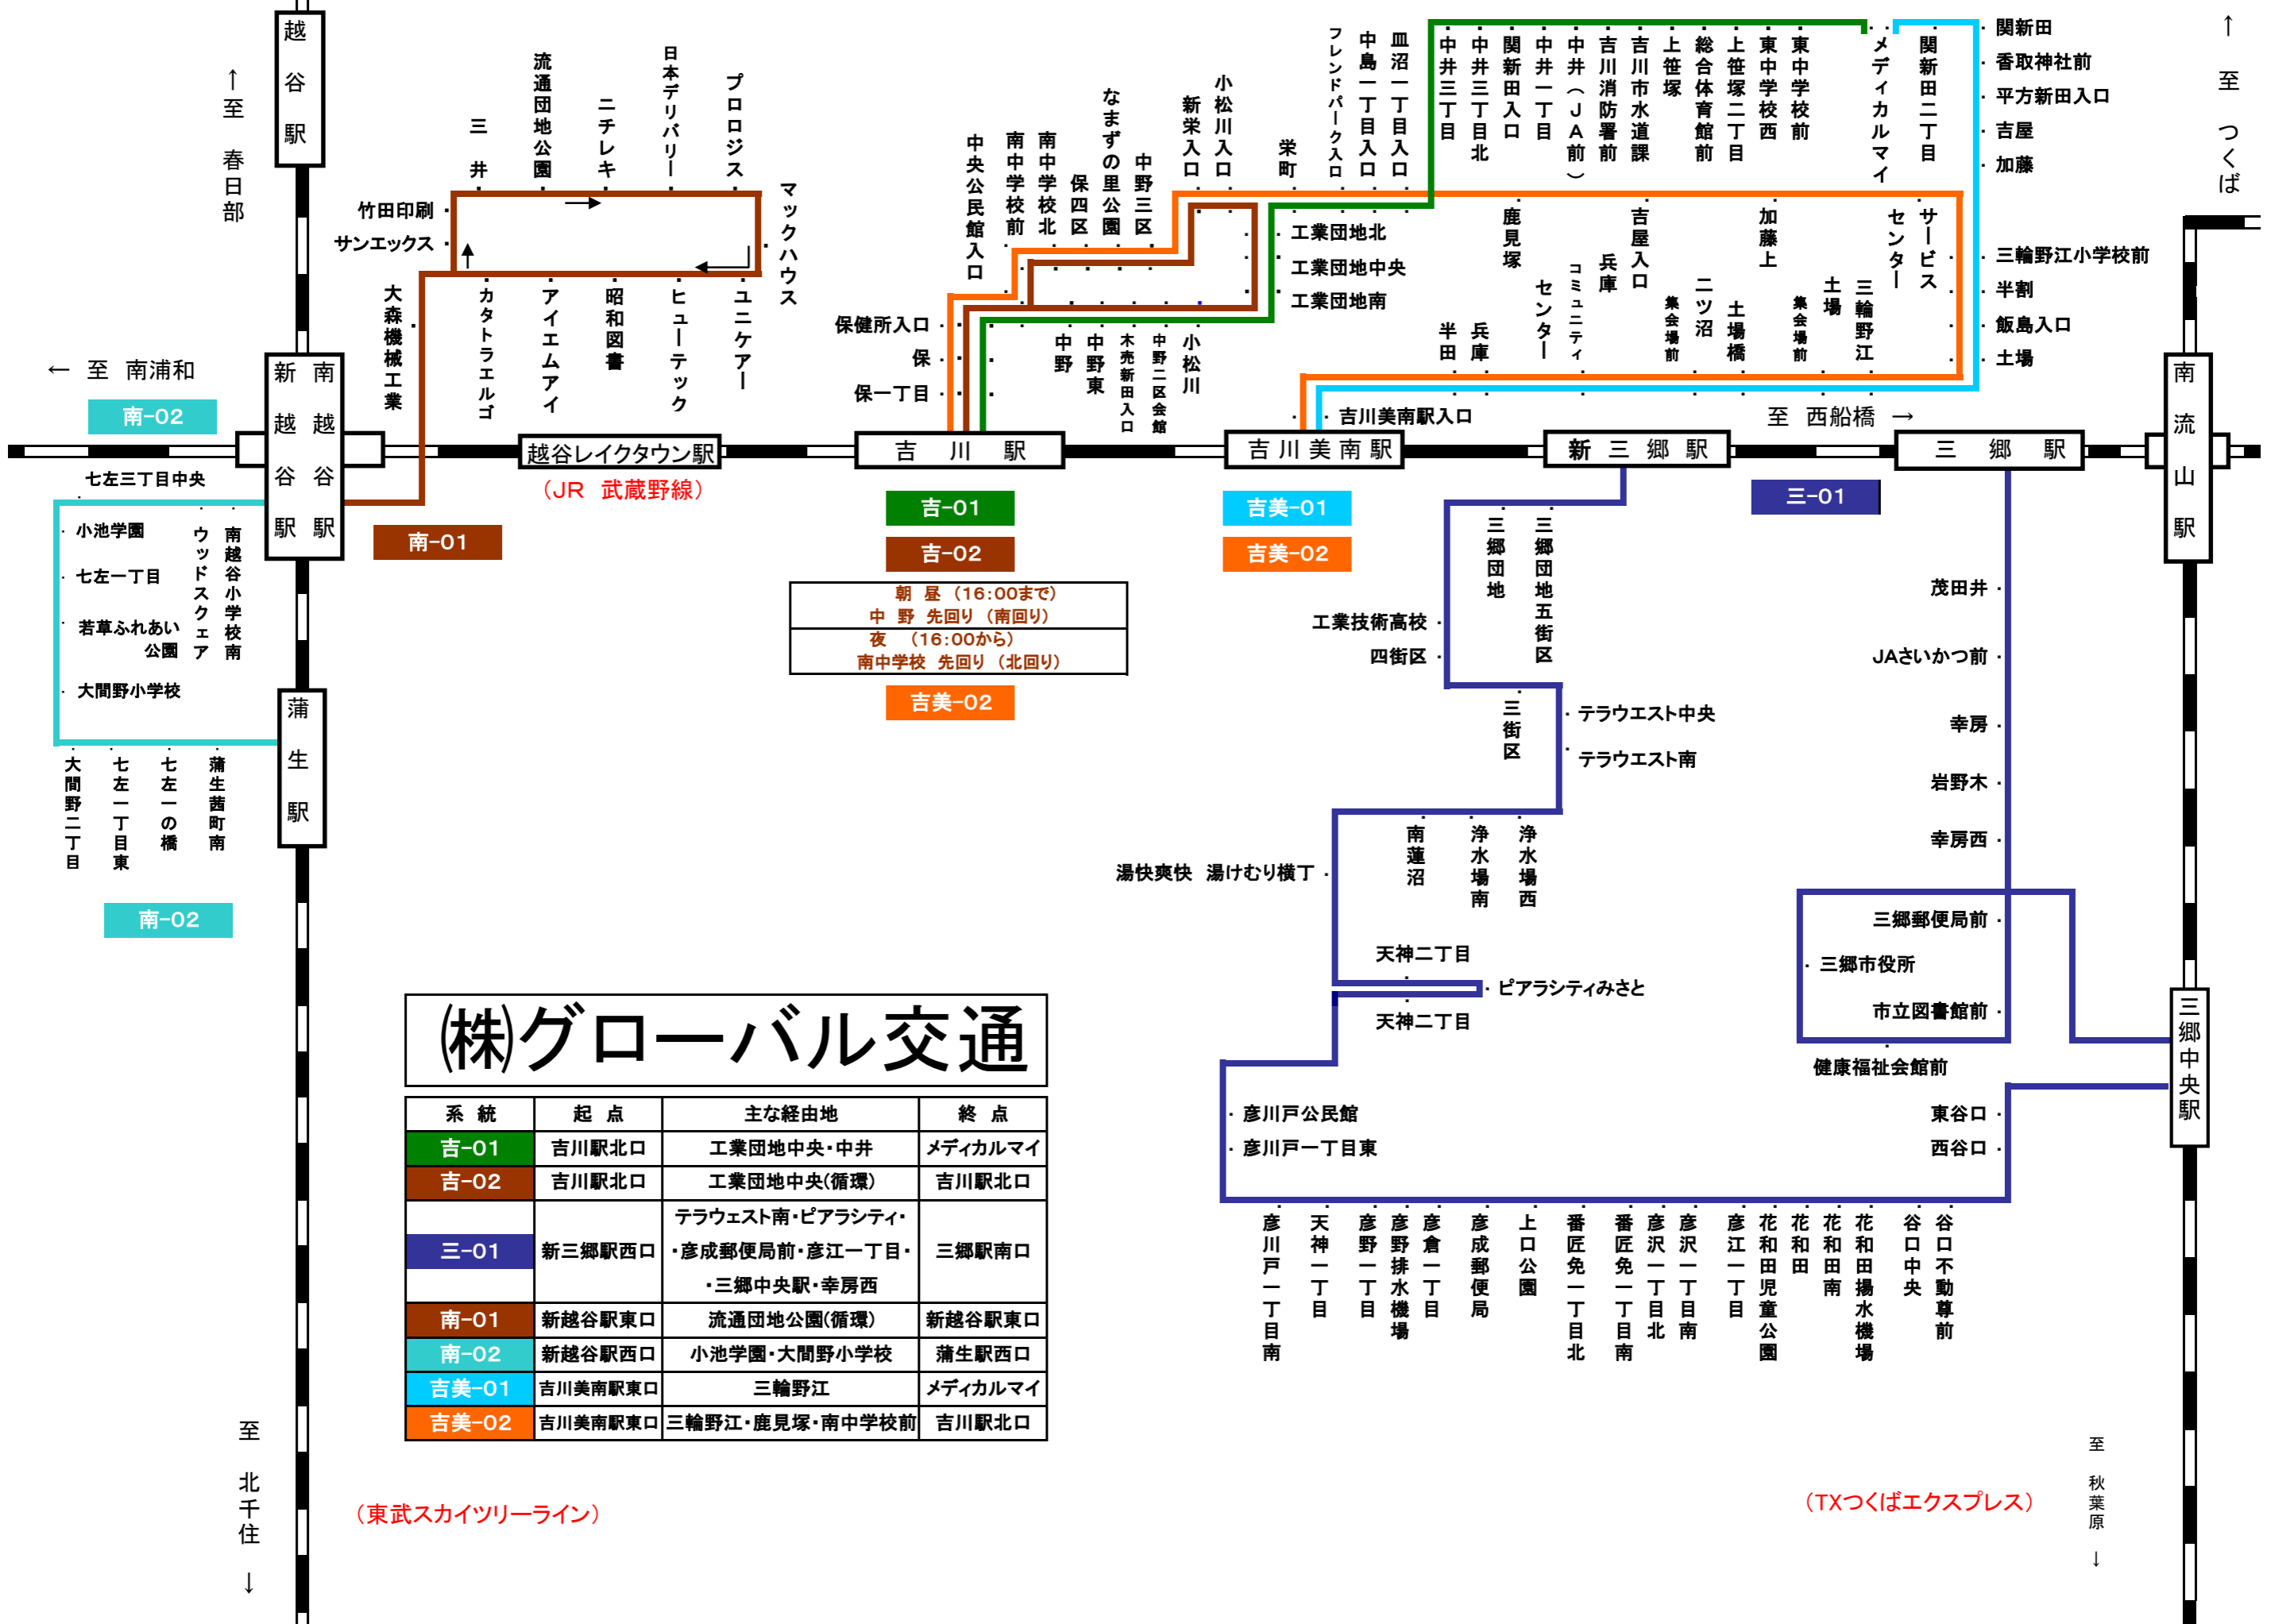 越谷駅
↑至 春日部
三井
流通団地公園
ニチレキ
日本デリバリー
プロロジス
マックハウス
竹田印刷
サンエックス
大森機械工業
カタトラエルゴ
アイエムアイ
昭和図書
ヒューテック
ユニケアー
中央公民館入口
南中学校前
南中学校北
保四区
なまずの里公園
中野三区
新栄入口
小松川入口
栄町
フレンドパーク入口
中島一丁目入口
皿沼一丁目入口
中井三丁目
中井三丁目北
関新田入口
中井一丁目
中井(JA前)
吉川消防署前
吉川市水道課
上笹塚
総合体育館前
上笹塚二丁目
東中学校西
東中学校前
メディカルマイ
関新田二丁目
関新田
香取神社前
平方新田入口
吉屋
加藤
↑至 つくば
工業団地北
工業団地中央
工業団地南
保健所入口
保
保一丁目
中野
中野東
木売新田入口
中野二区会館
小松川
鹿見塚
吉屋入口
加藤上
サービス
センター
半田
兵庫
コミュニティ
センター
兵庫
集会場前
二ツ沼
土場橋
集会場前
土場
三輪野江
三輪野江小学校前
半割
飯島入口
土場
吉川美南駅入口
← 至 南浦和
南-02
新越谷駅
南越谷駅
越谷レイクタウン駅
(JR 武蔵野線)
吉川駅
吉川美南駅
新三郷駅
至 西船橋 →
三郷駅
南流山駅
南-01
吉-01
吉-02
朝 昼 (16:00まで)
中 野 先回り (南回り)
夜 (16:00から)
南中学校 先回り (北回り)
吉美-02
吉美-01
吉美-02
三-01
七左三丁目中央
小池学園
七左一丁目
若草ふれあい
公園
大間野小学校
ウッドスクェア
南越谷小学校南
蒲生駅
大間野二丁目
七左一丁目東
七左一の橋
蒲生茜町南
南-02
三郷団地
三郷団地五街区
工業技術高校
四街区
三街区
テラウエスト中央
テラウエスト南
南蓮沼
浄水場南
浄水場西
湯快爽快 湯けむり横丁
天神二丁目
ピアラシティみさと
天神二丁目
彦川戸公民館
彦川戸一丁目東
茂田井
JAさいかつ前
幸房
岩野木
幸房西
三郷郵便局前
三郷市役所
市立図書館前
健康福祉会館前
三郷中央駅
東谷口
西谷口
彦川戸一丁目南
天神一丁目
彦野一丁目
彦野排水機場
彦倉一丁目
彦成郵便局
上口公園
番匠免一丁目北
番匠免一丁目南
彦沢一丁目北
彦沢一丁目南
彦江一丁目
花和田児童公園
花和田
花和田南
花和田揚水機場
谷口中央
谷口不動尊前
㈱グローバル交通
系 統 起 点 主な経由地 終 点
吉-01 吉川駅北口 工業団地中央・中井 メディカルマイ
吉-02 吉川駅北口 工業団地中央(循環) 吉川駅北口
テラウェスト南・ピアラシティ・
三-01 新三郷駅西口 ・彦成郵便局前・彦江一丁目・ 三郷駅南口
・三郷中央駅・幸房西
南-01 新越谷駅東口 流通団地公園(循環) 新越谷駅東口
南-02 新越谷駅西口 小池学園・大間野小学校 蒲生駅西口
吉美-01 吉川美南駅東口 三輪野江 メディカルマイ
吉美-02 吉川美南駅東口 三輪野江・鹿見塚・南中学校前 吉川駅北口
至 北千住 ↓
(東武スカイツリーライン)
(TXつくばエクスプレス)
至 秋葉原 ↓